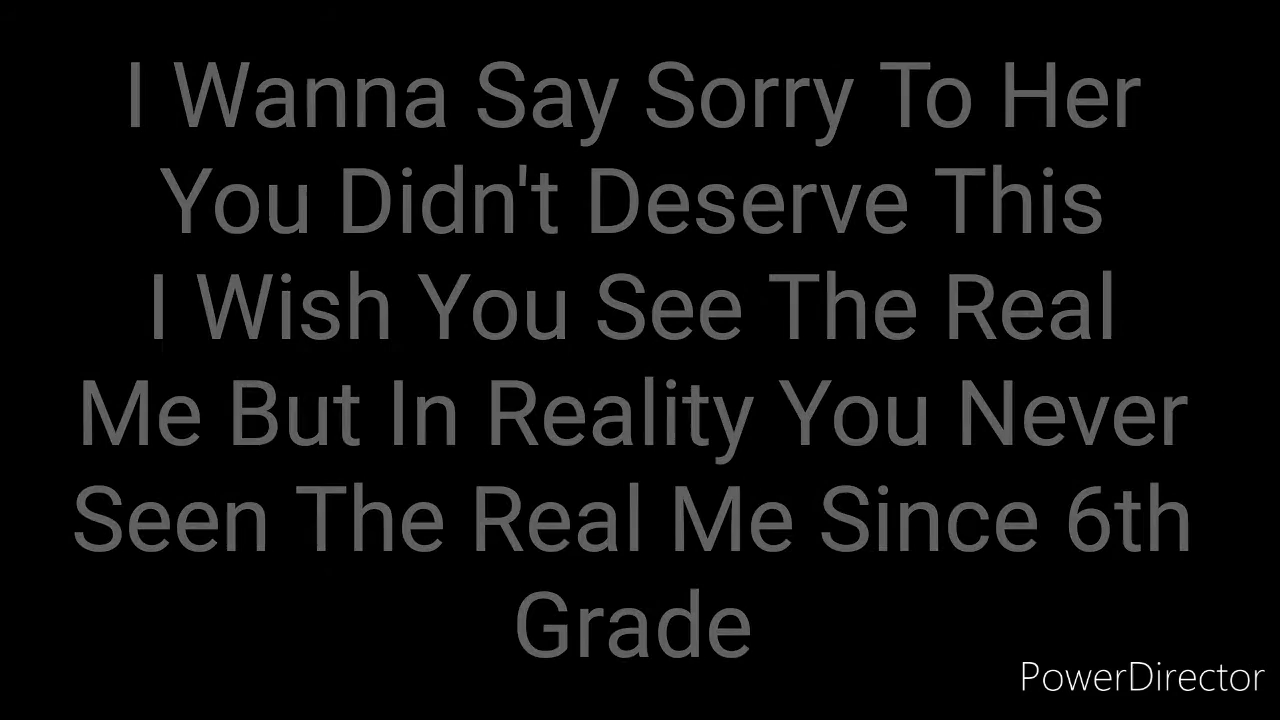 I Wanna Say Sorry To Her
You Didn't Deserve This
I Wish You See The Real
Me But In Reality You Never
Seen The Real Me Since 6th
Grade
PowerDirector